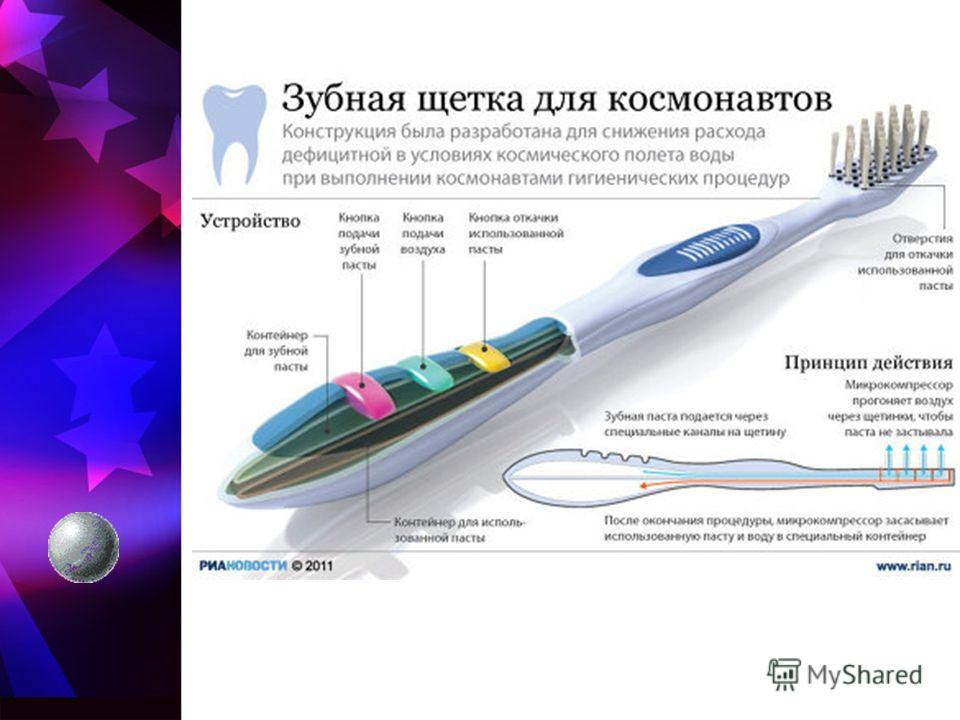 Зубная щетка для космонавтов
Конструкция была разработана для снижения расхода
дефицитной в условиях космического полета воды
при выполнении космонавтами гигиенических процедур
Устройство
Кнопка
подачи
зубной
пасты
Кнопка
подачи
воздуха
Кнопка откачки
использованной
пасты
Отверстия
для откачки
использованной
пасты
Контейнер
для зубной
пасты
Принцип действия
Микрокомпрессор
прогоняет воздух
через щетинки, чтобы
паста не застывала
Зубная паста подается через
специальные каналы на щетину
Контейнер для исполь-
зованной пасты
После окончания процедуры, микрокомпрессор засасывает
использованную пасту и воду в специальный контейнер
РИАНОВОСТИ © 2011
www.rian.ru
MyShared